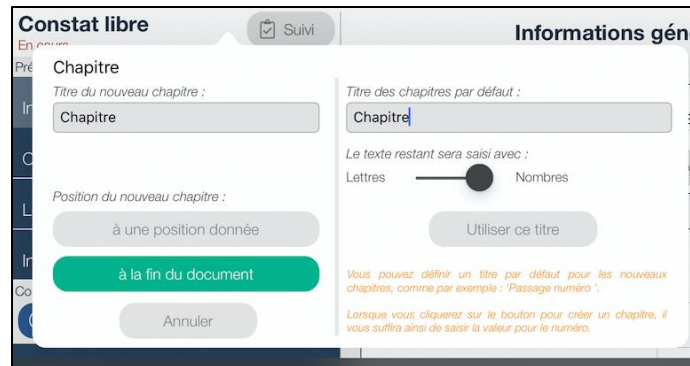 Constat libre
Suivi
Informations gén
En cours
Pré
Chapitre
Titre du nouveau chapitre :
Chapitre
Position du nouveau chapitre :
à une position donnée
à la fin du document
Annuler
Titre des chapitres par défaut :
Chapitre
Le texte restant sera saisi avec :
Lettres
Nombres
Utiliser ce titre
Vous pouvez définir un titre par défaut pour les nouveaux
chapitres, comme par exemple : 'Passage numéro '.
Lorsque vous cliquerez sur le bouton pour créer un chapitre, il
vous suffira ainsi de saisir la valeur pour le numéro.
In
C
L
In
Co